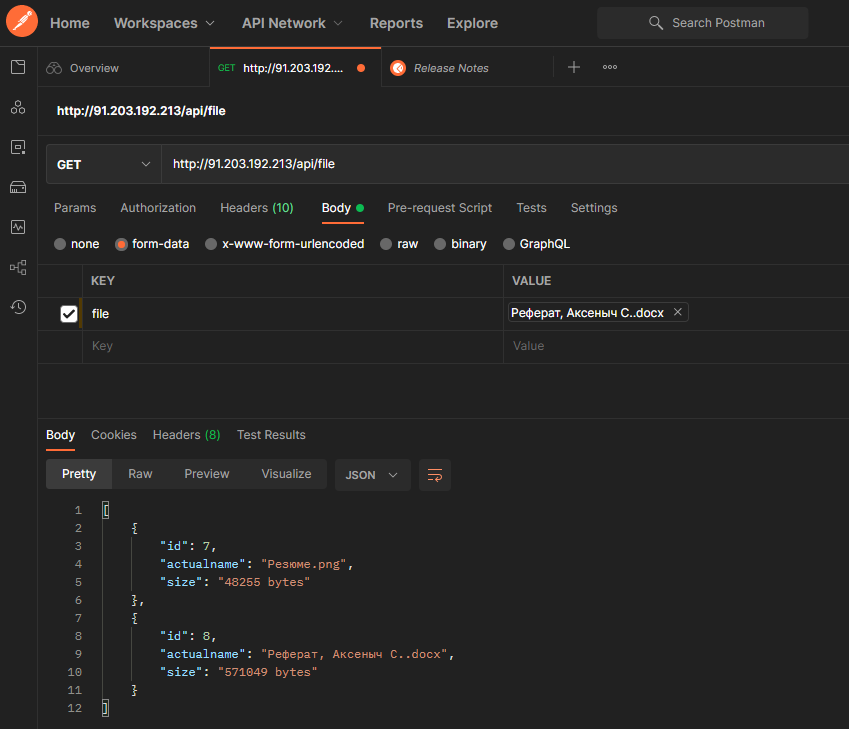 Home Workspaces API Network Reports Explore Search Postman
Overview GET http://91.203.192.... Release Notes
http://91.203.192.213/api/file
GET http://91.203.192.213/api/file
Params Authorization Headers (10) Body Pre-request Script Tests Settings
none form-data x-www-form-urlencoded raw binary GraphQL
KEY VALUE
file Реферат, Аксеныч С..docx
Key Value
Body Cookies Headers (8) Test Results
Pretty Raw Preview Visualize JSON
1 [
2 {
3 "id": 7,
4 "actualname": "Резюме.png",
5 "size": "48255 bytes"
6 },
7 {
8 "id": 8,
9 "actualname": "Реферат, Аксеныч С..docx",
10 "size": "571049 bytes"
11 }
12 ]